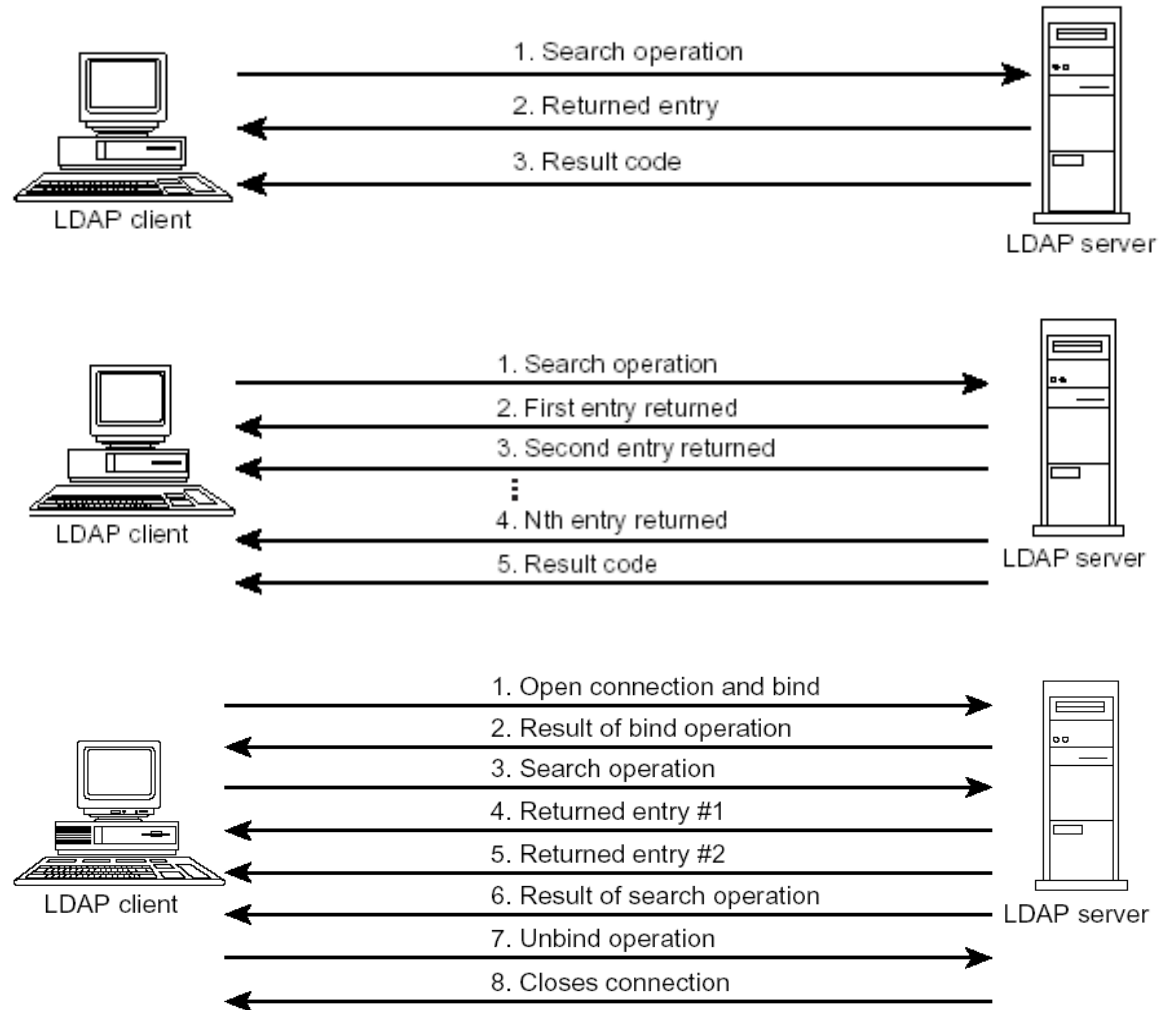 1. Search operation
2. Returned entry
3. Result code
LDAP client
LDAP server
1. Search operation
2. First entry returned
3. Second entry returned
4. Nth entry returned
5. Result code
LDAP client
LDAP server
1. Open connection and bind
2. Result of bind operation
3. Search operation
4. Returned entry #1
5. Returned entry #2
6. Result of search operation
7. Unbind operation
8. Closes connection
LDAP client
LDAP server